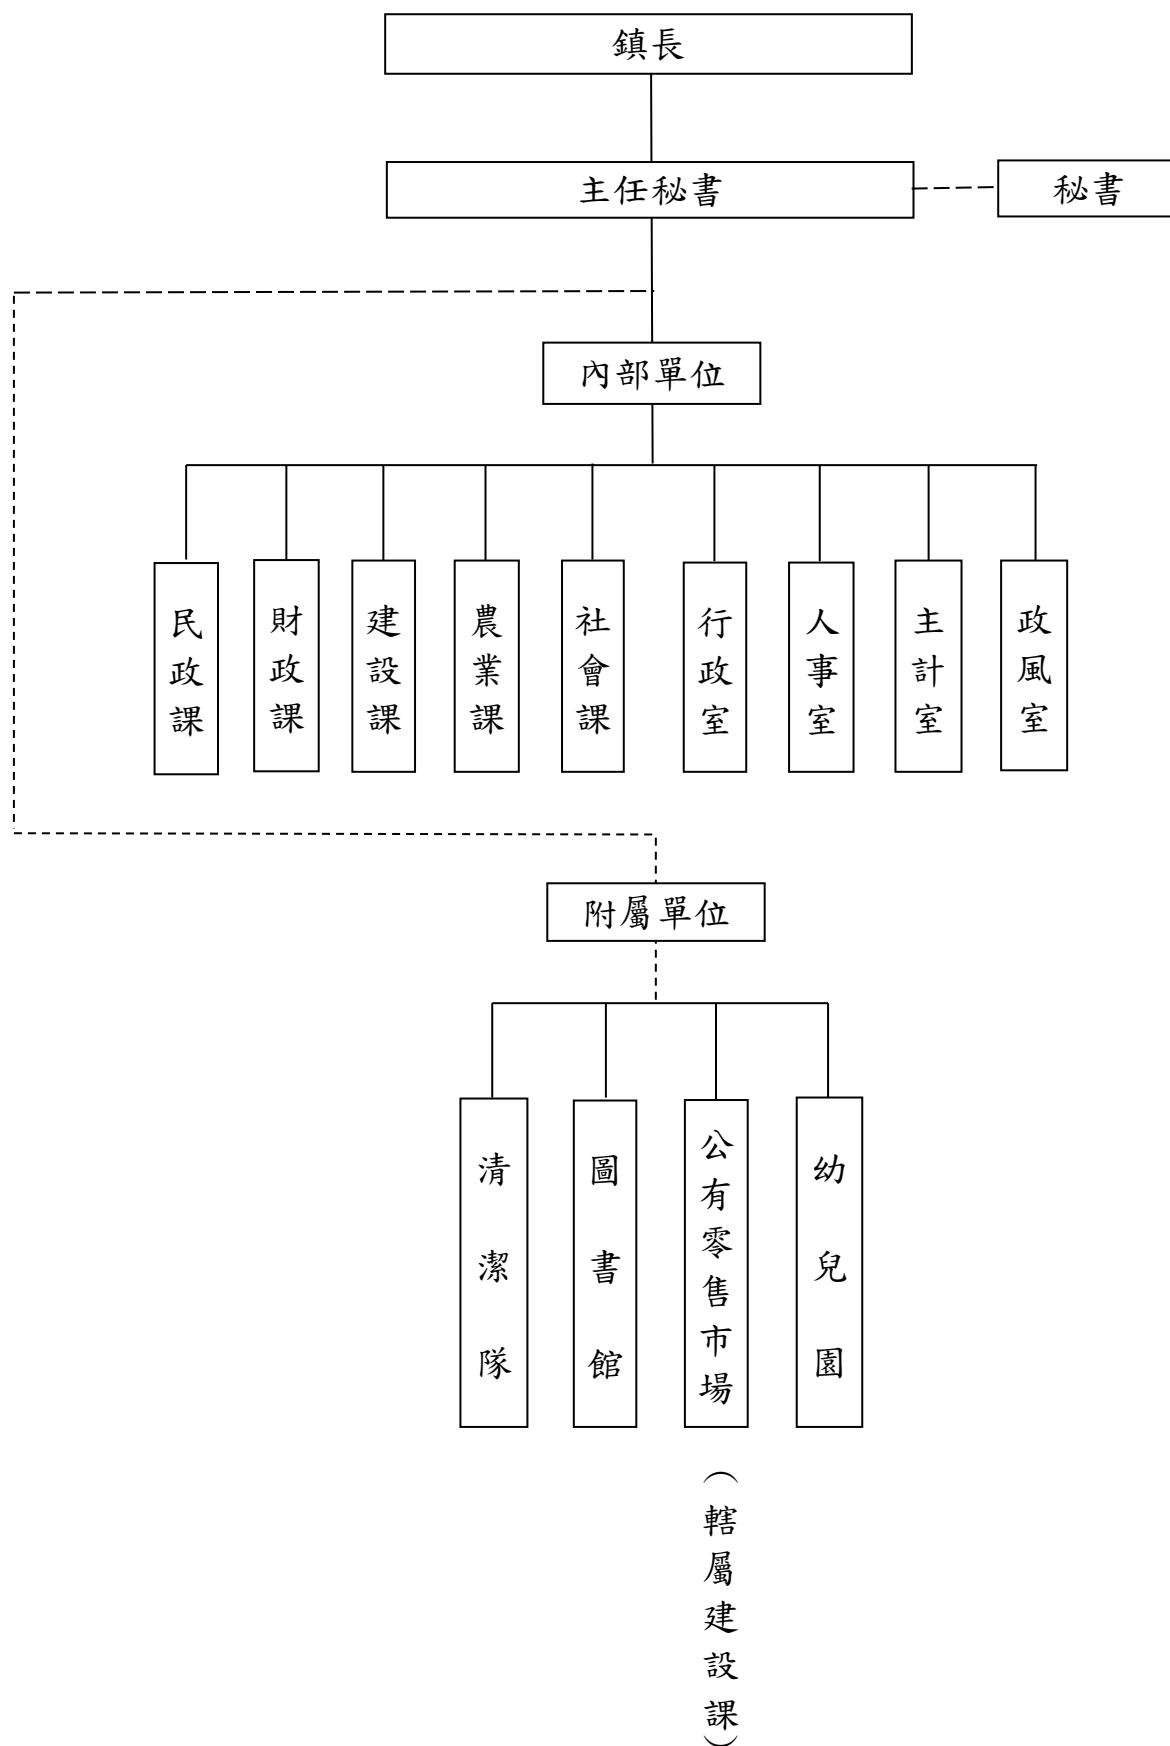 鎮長
主任秘書
秘書
內部單位
民政課
財政課
建設課
農業課
社會課
行政室
人事室
主計室
政風室
附屬單位
清潔隊
圖書館
公有零售市場
幼兒園
（轄屬建設課）